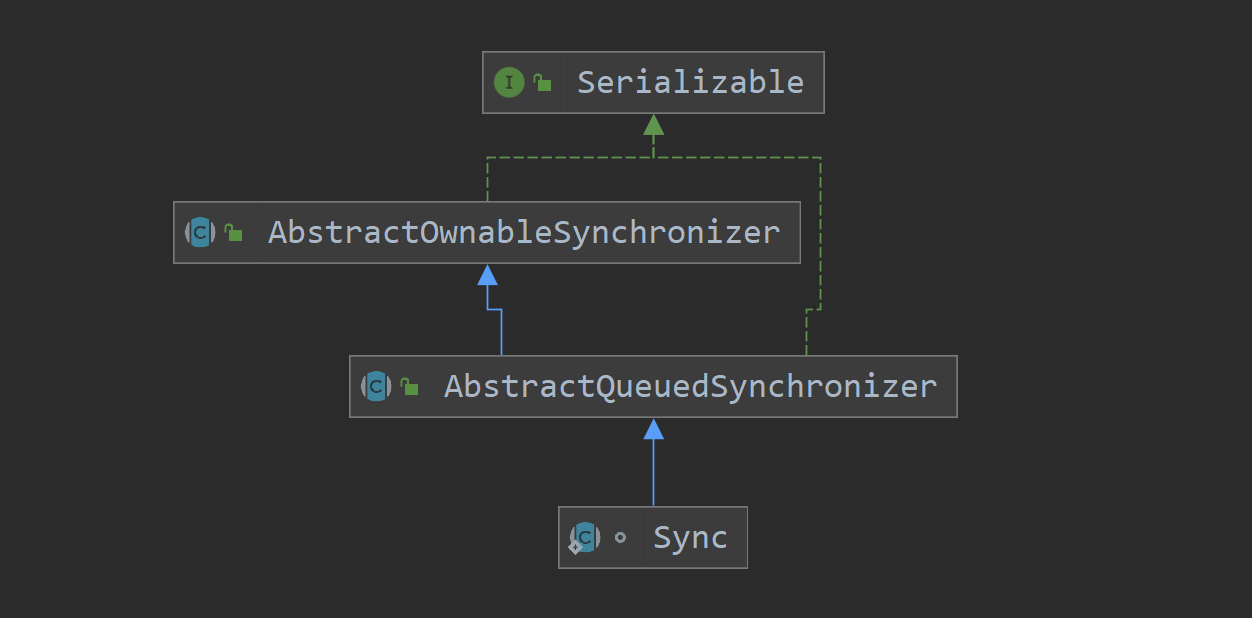 I Serializable
C AbstractOwnableSynchronizer
C AbstractQueuedSynchronizer
C Sync